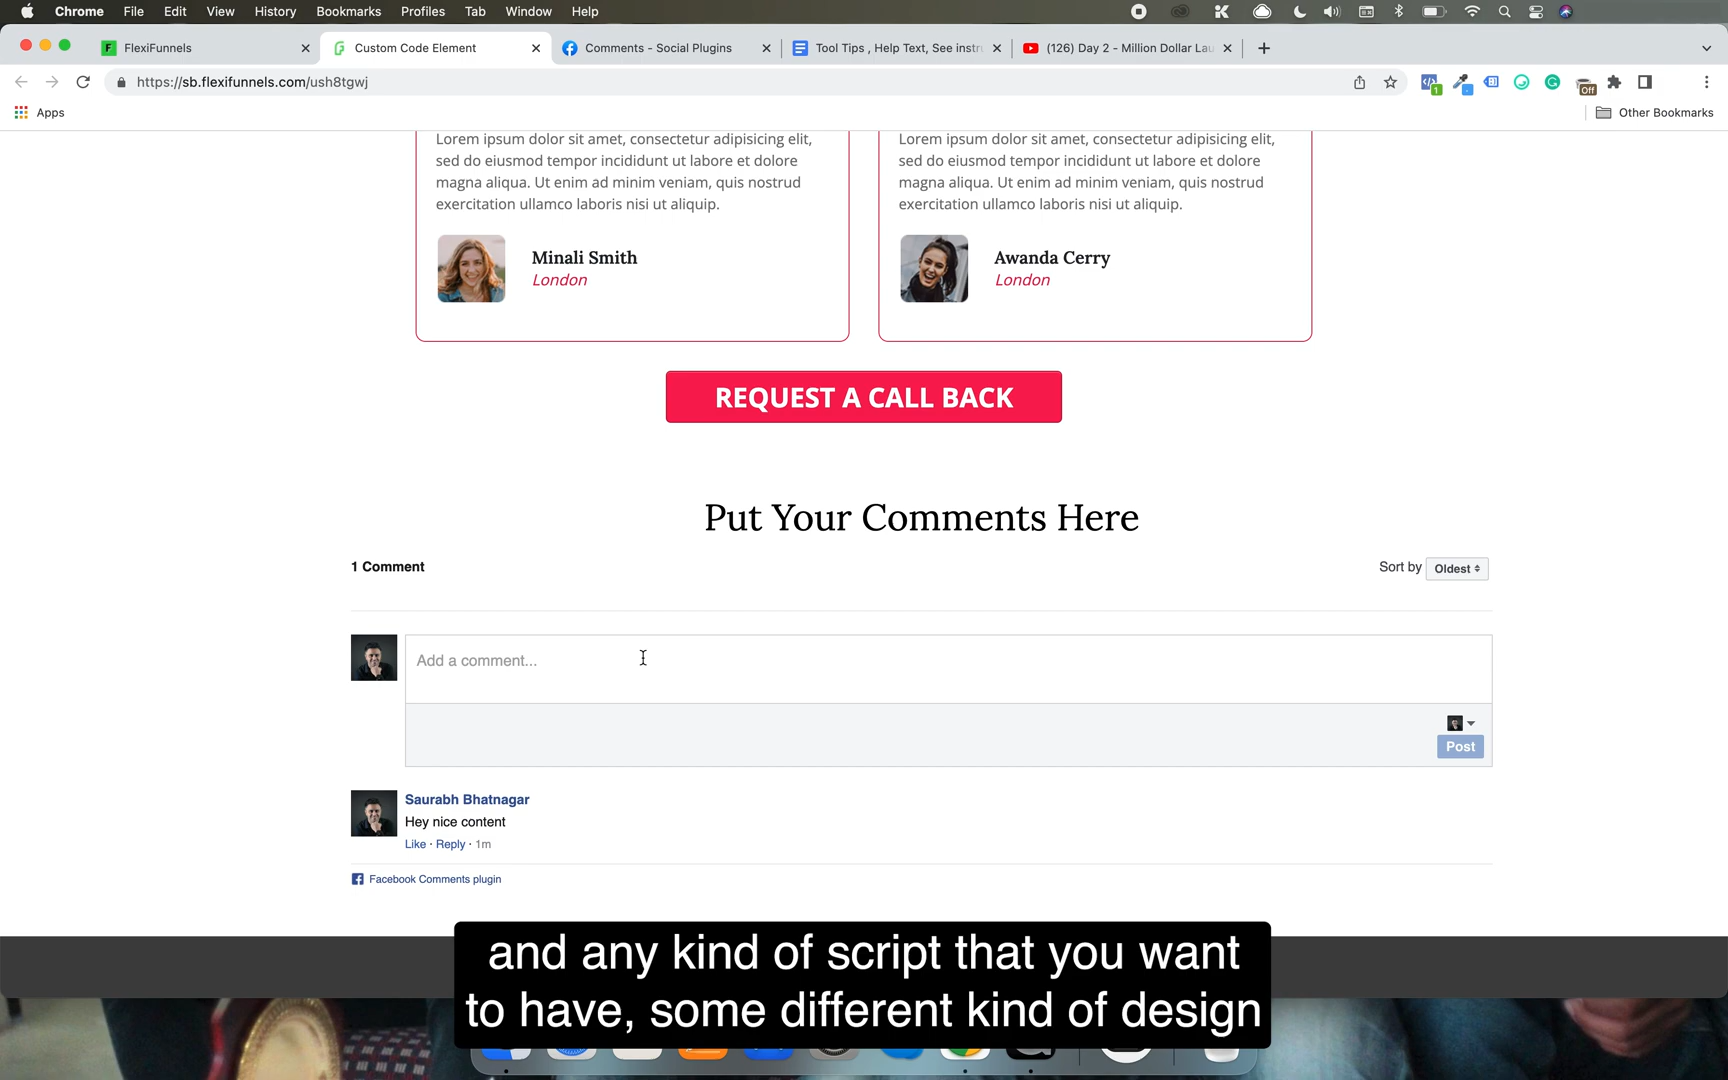 Chrome File Edit View History Bookmarks Profiles Tab Window Help
FlexiFunnels
Custom Code Element
Comments - Social Plugins
Tool Tips , Help Text, See instru
(126) Day 2 - Million Dollar Lau
https://sb.flexifunnels.com/ush8tgwj
1
Off
Apps
Other Bookmarks
Lorem ipsum dolor sit amet, consectetur adipisicing elit,
sed do eiusmod tempor incididunt ut labore et dolore
magna aliqua. Ut enim ad minim veniam, quis nostrud
exercitation ullamco laboris nisi ut aliquip.
Minali Smith
London
Lorem ipsum dolor sit amet, consectetur adipisicing elit,
sed do eiusmod tempor incididunt ut labore et dolore
magna aliqua. Ut enim ad minim veniam, quis nostrud
exercitation ullamco laboris nisi ut aliquip.
Awanda Cerry
London
REQUEST A CALL BACK
Put Your Comments Here
1 Comment
Sort by Oldest
Add a comment...
Post
Saurabh Bhatnagar
Hey nice content
Like · Reply · 1m
Facebook Comments plugin
and any kind of script that you want
to have, some different kind of design